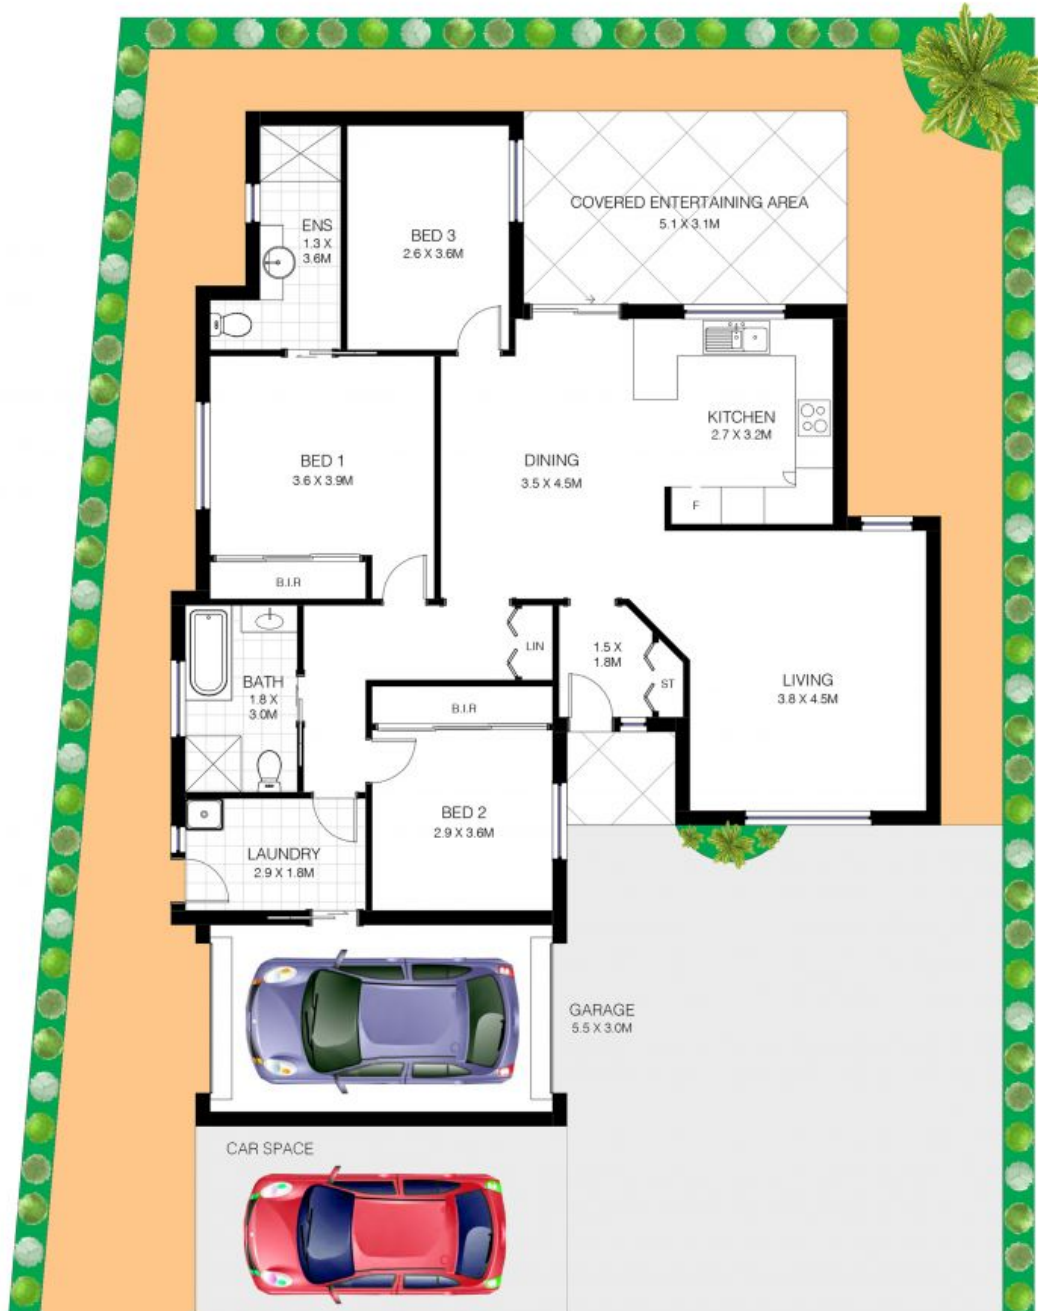 COVERED ENTERTAINING AREA
5.1 X 3.1M
ENS
1.3 X
3.6M
BED 3
2.6 X 3.6M
KITCHEN
2.7 X 3.2M
BED 1
3.6 X 3.9M
DINING
3.5 X 4.5M
F
B.I.R
LIN
1.5 X
1.8M
ST
BATH
1.8 X
3.0M
B.I.R
LIVING
3.8 X 4.5M
BED 2
2.9 X 3.6M
LAUNDRY
2.9 X 1.8M
GARAGE
5.5 X 3.0M
CAR SPACE